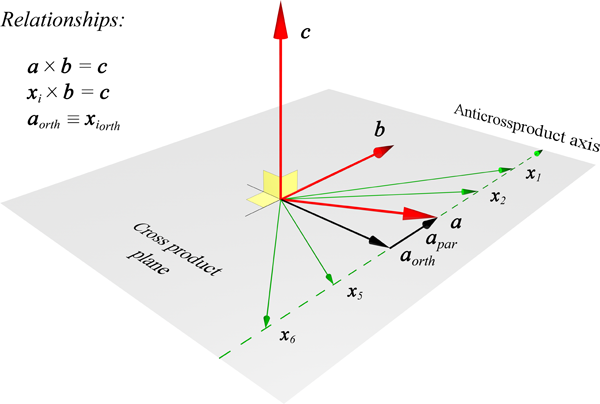 Relationships:
a × b = c
xᵢ × b = c
a_orth ≡ x_iorth
c
b
Anticrossproduct axis
x₁
x₂
a
a_par
a_orth
Cross product
plane
x₅
x₆